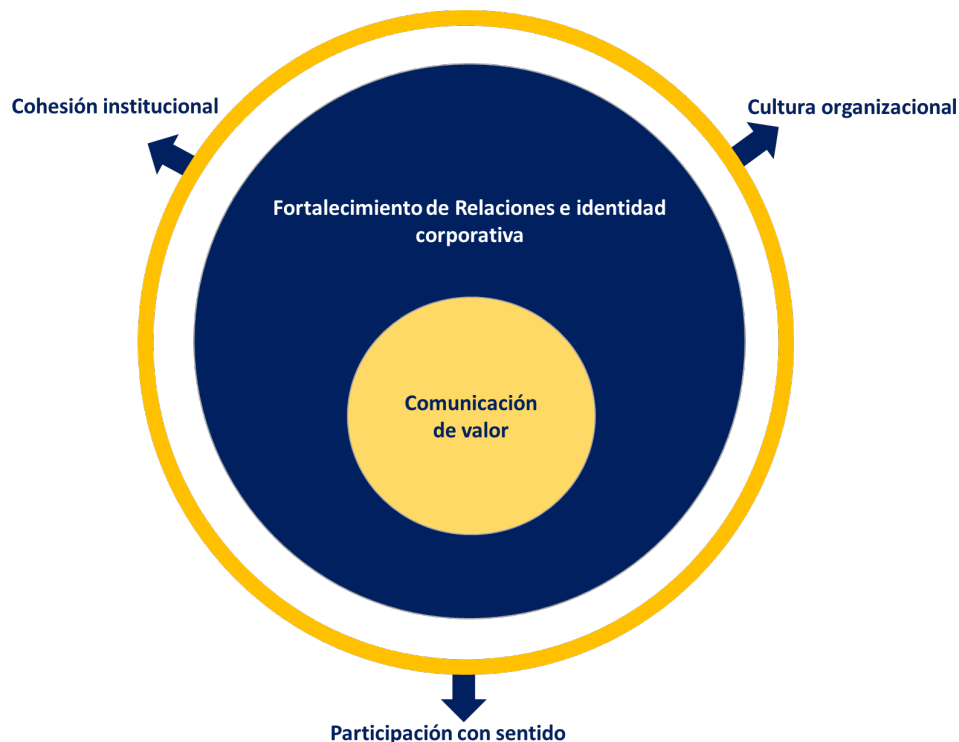 Cohesión institucional
Cultura organizacional
Fortalecimiento de Relaciones e identidad
corporativa
Comunicación
de valor
Participación con sentido